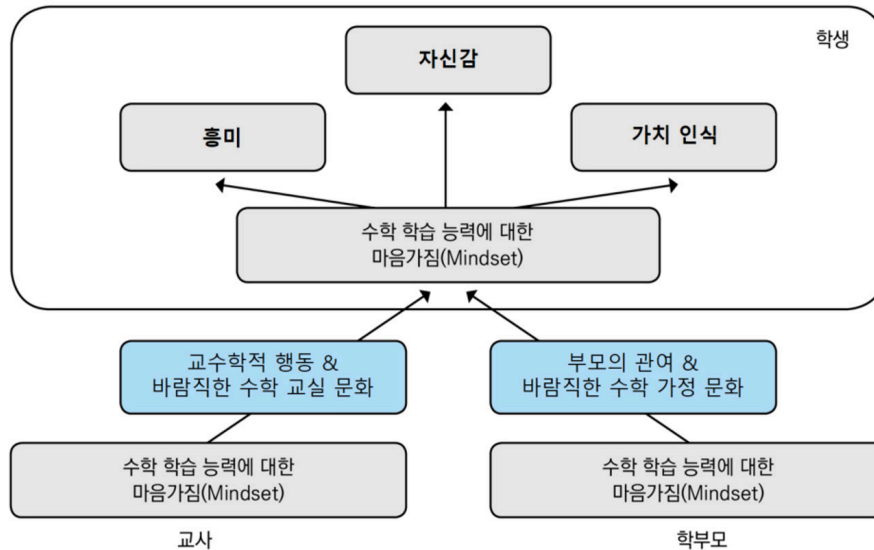 학생
자신감
흥미
가치 인식
수학 학습 능력에 대한
마음가짐(Mindset)
교수학적 행동 &
바람직한 수학 교실 문화
부모의 관여 &
바람직한 수학 가정 문화
수학 학습 능력에 대한
마음가짐(Mindset)
수학 학습 능력에 대한
마음가짐(Mindset)
교사
학부모